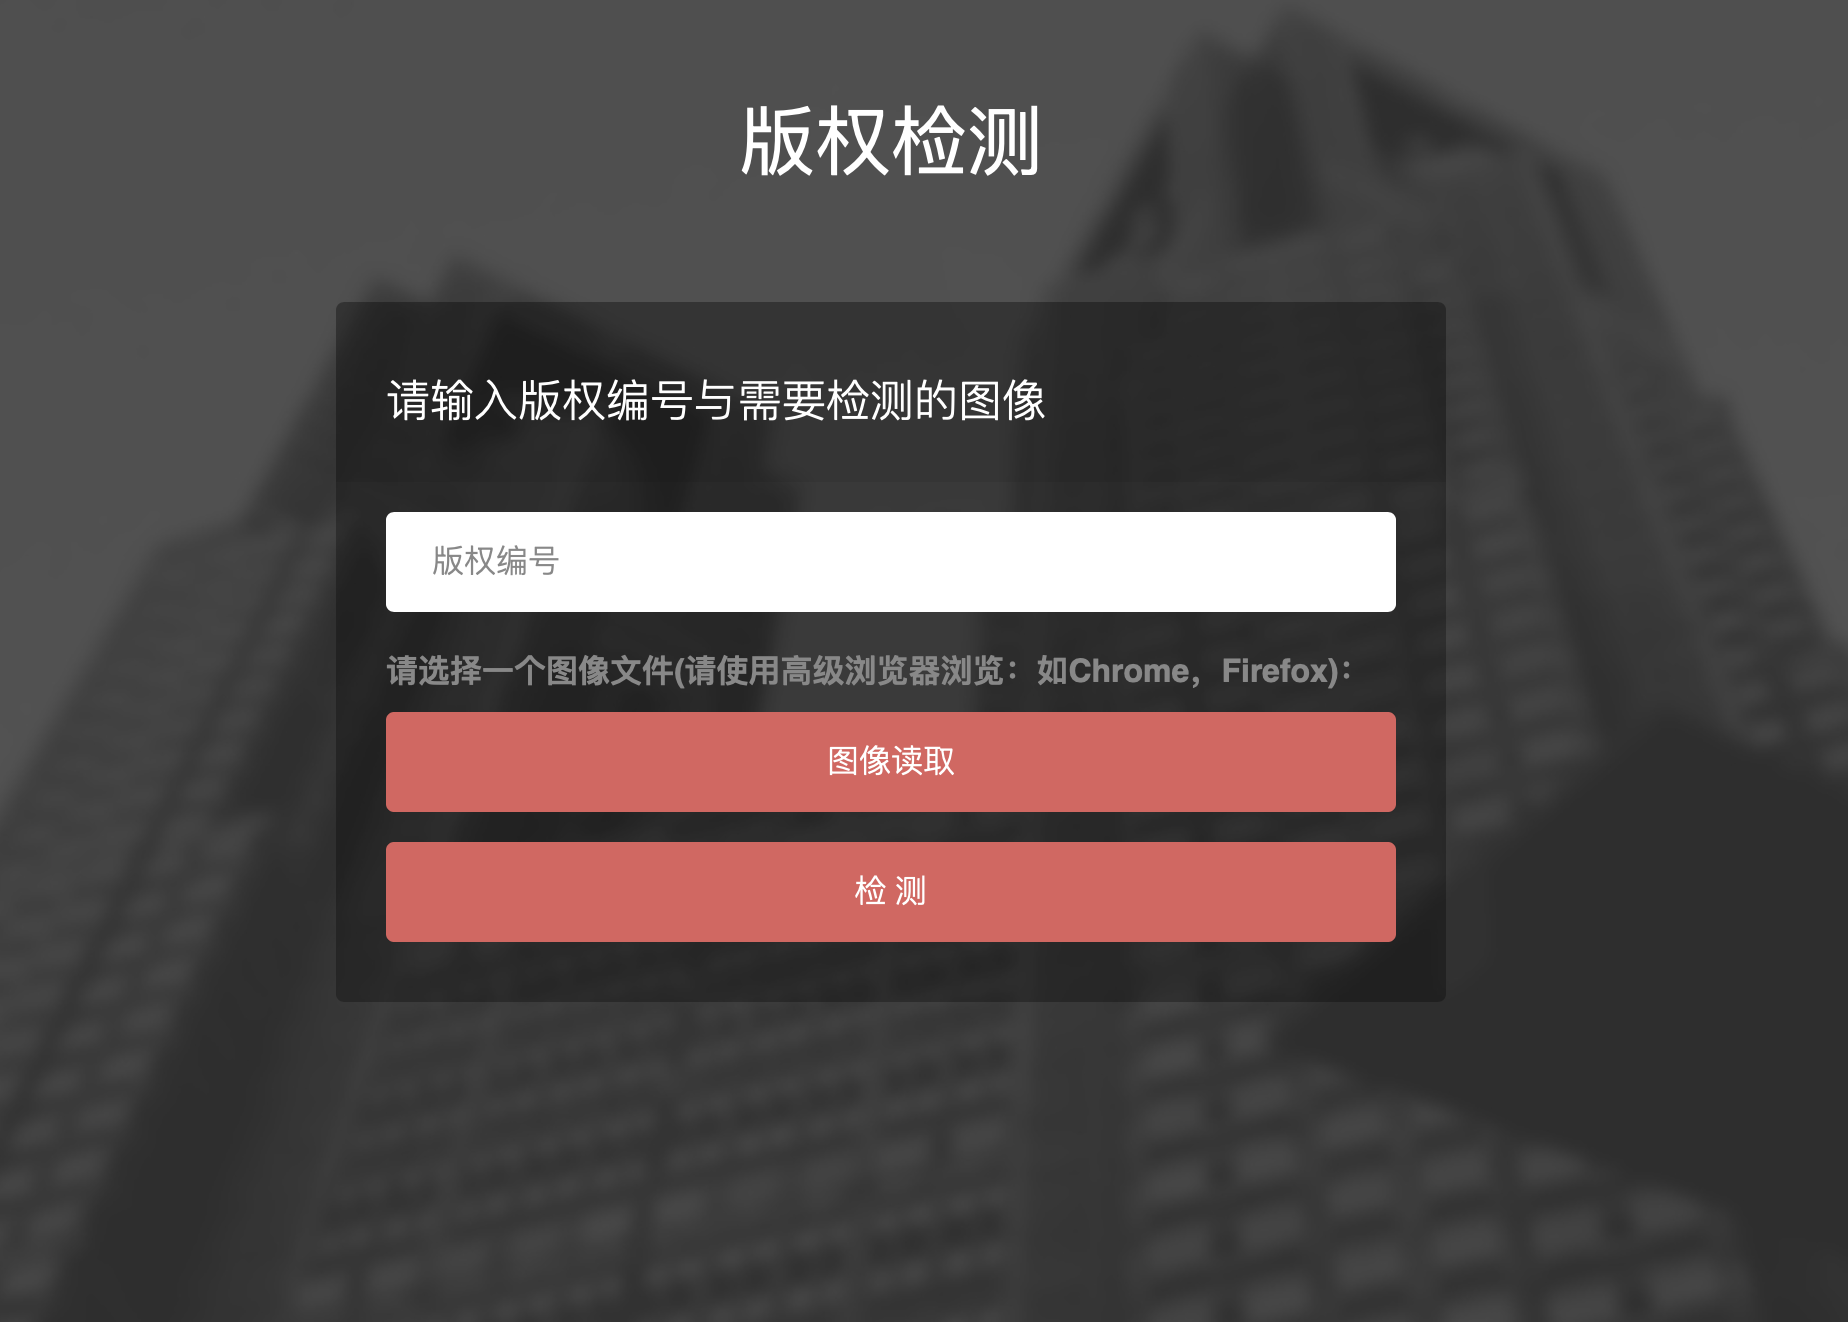 版权检测
请输入版权编号与需要检测的图像
版权编号
请选择一个图像文件(请使用高级浏览器浏览：如Chrome，Firefox)：
图像读取
检 测